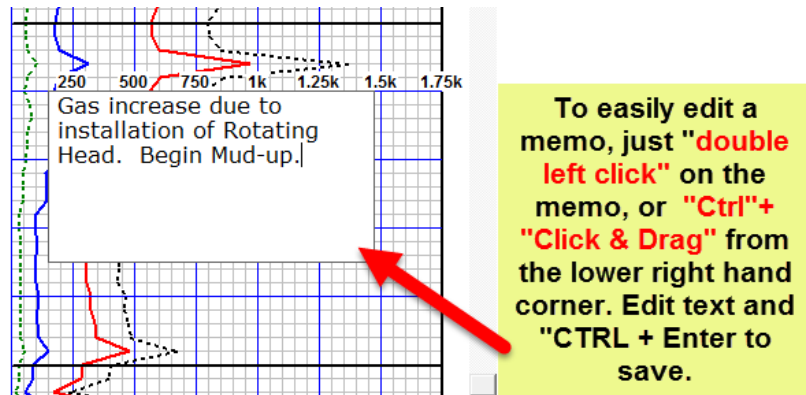 250 500 750 1k 1.25k 1.5k 1.75k
Gas increase due to
installation of Rotating
Head.  Begin Mud-up.
To easily edit a
memo, just "double
left click" on the
memo, or "Ctrl"+
"Click & Drag" from
the lower right hand
corner. Edit text and
"CTRL + Enter to
save.